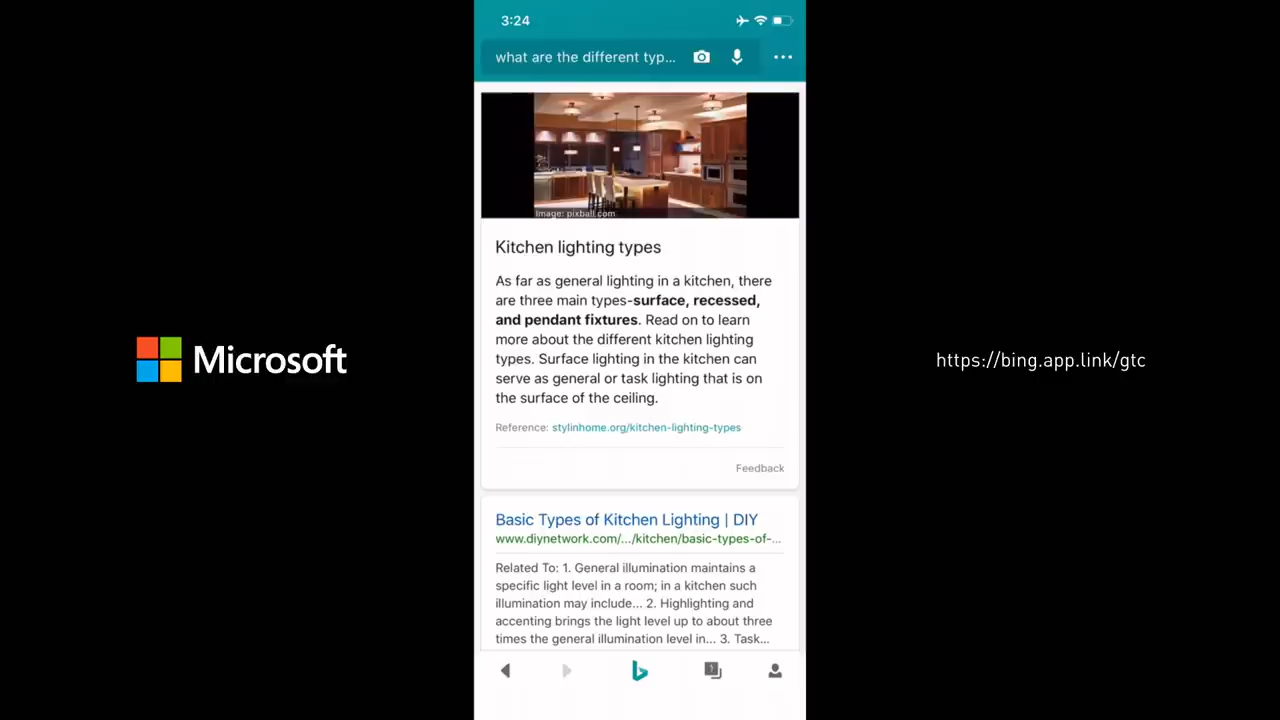 3:24
what are the different typ...
Image: pixball.com
Kitchen lighting types
As far as general lighting in a kitchen, there
are three main types-surface, recessed,
and pendant fixtures. Read on to learn
more about the different kitchen lighting
types. Surface lighting in the kitchen can
serve as general or task lighting that is on
the surface of the ceiling.
Reference: stylinhome.org/kitchen-lighting-types
Feedback
Basic Types of Kitchen Lighting | DIY
www.diynetwork.com/.../kitchen/basic-types-of-...
Related To: 1. General illumination maintains a
specific light level in a room; in a kitchen such
illumination may include... 2. Highlighting and
accenting brings the light level up to about three
times the general illumination level in... 3. Task...
Microsoft
https://bing.app.link/gtc